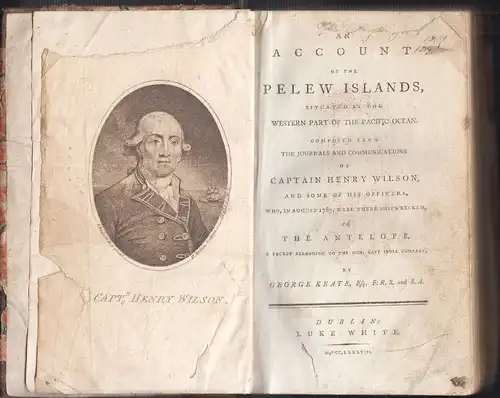 CAPT.N HENRY WILSON.
AN
ACCOUNT
OF THE
PELEW ISLANDS,
SITUATED IN THE
WESTERN PART OF THE PACIFIC OCEAN.
COMPOSED FROM
THE JOURNALS AND COMMUNICATIONS
OF
CAPTAIN HENRY WILSON,
AND SOME OF HIS OFFICERS,
WHO, IN AUGUST 1783, WERE THERE SHIPWRECKED,
IN
THE ANTELOPE,
A PACKET BELONGING TO THE HON. EAST INDIA COMPANY,
BY
GEORGE KEATE, Esq. F.R.S. and S.A.
DUBLIN:
LUKE WHITE.